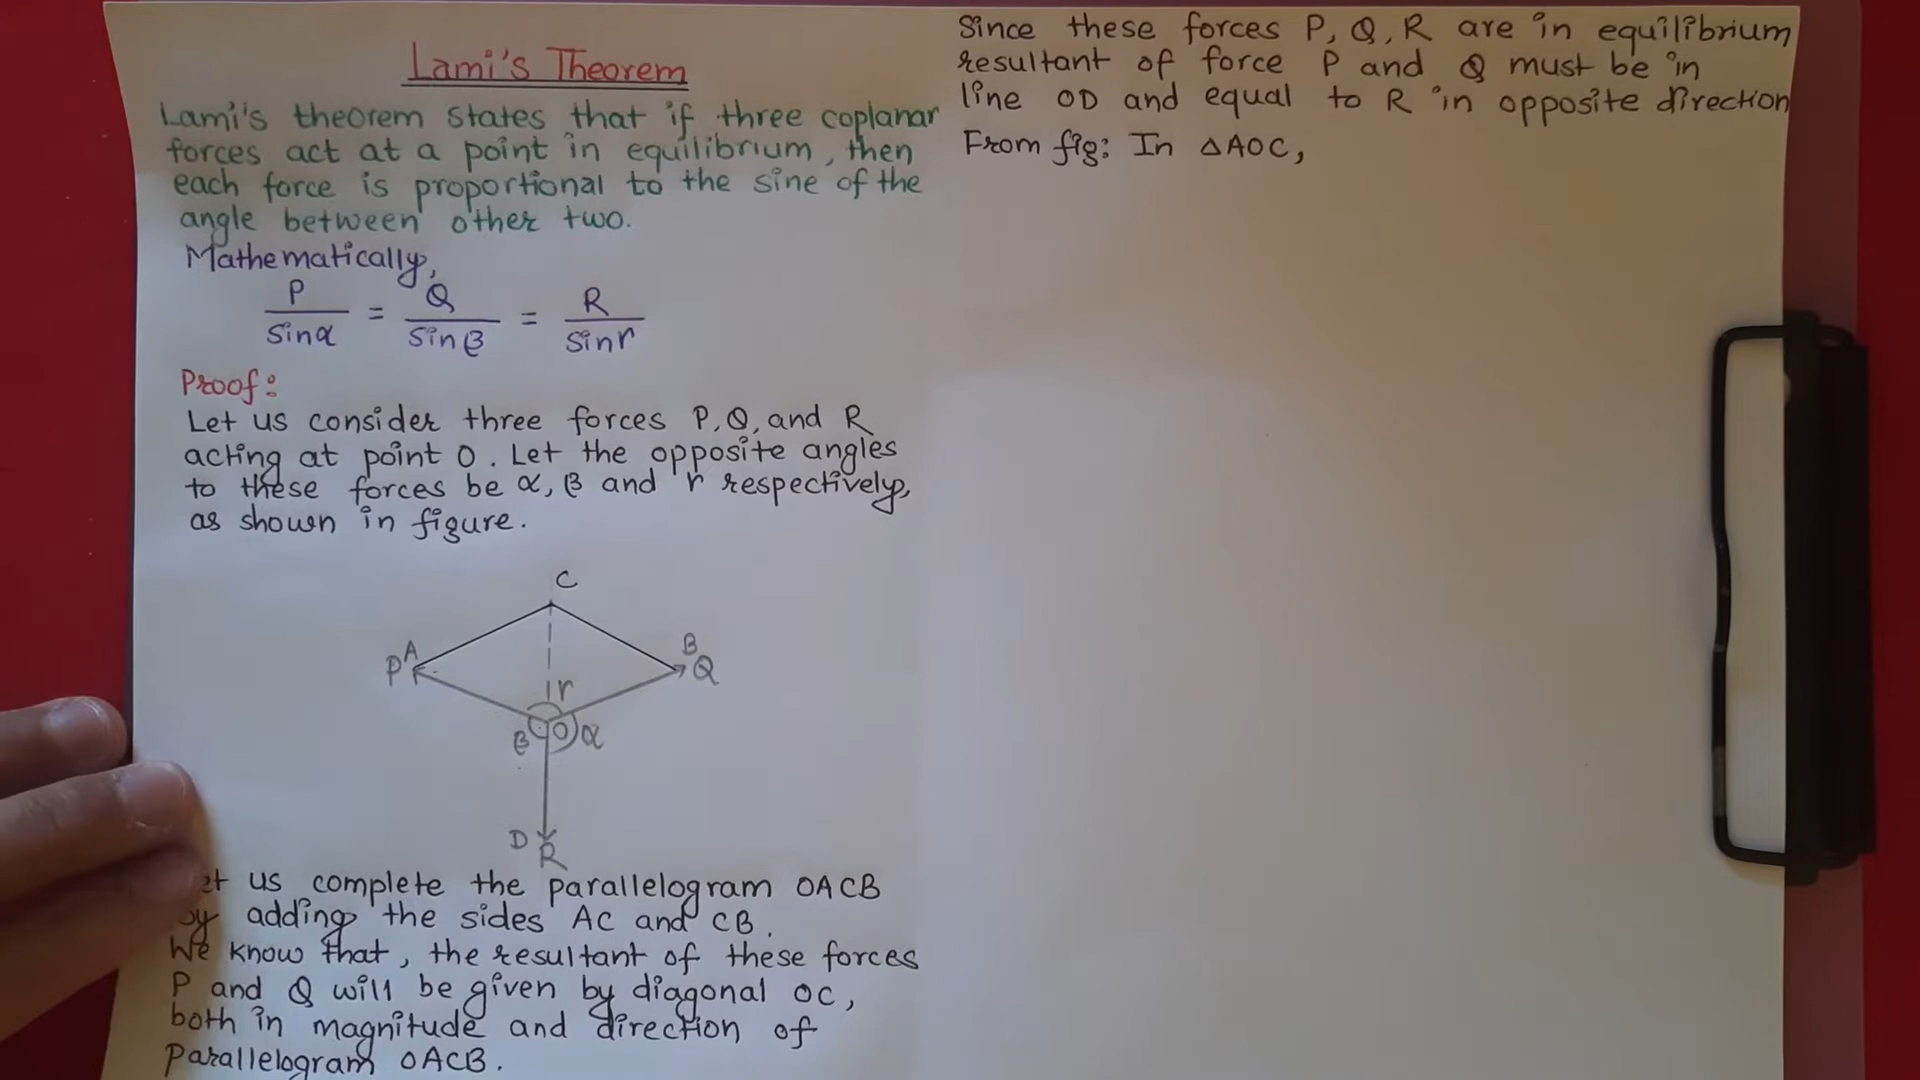 Lami's Theorem
Lami's theorem states that if three coplanar
forces act at a point in equilibrium, then
each force is proportional to the sine of the
angle between other two.
Mathematically,
P/sinα = Q/sinβ = R/sinr
Proof:
Let us consider three forces P, Q, and R
acting at point O. Let the opposite angles
to these forces be α, β and r respectively,
as shown in figure.
C
P A
B Q
r
β O α
D
R
us complete the parallelogram OACB
by adding the sides AC and CB.
We know that, the resultant of these forces
P and Q will be given by diagonal OC,
both in magnitude and direction of
parallelogram OACB.
Since these forces P, Q, R are in equilibrium
resultant of force P and Q must be in
line OD and equal to R in opposite direction
From fig: In ΔAOC,